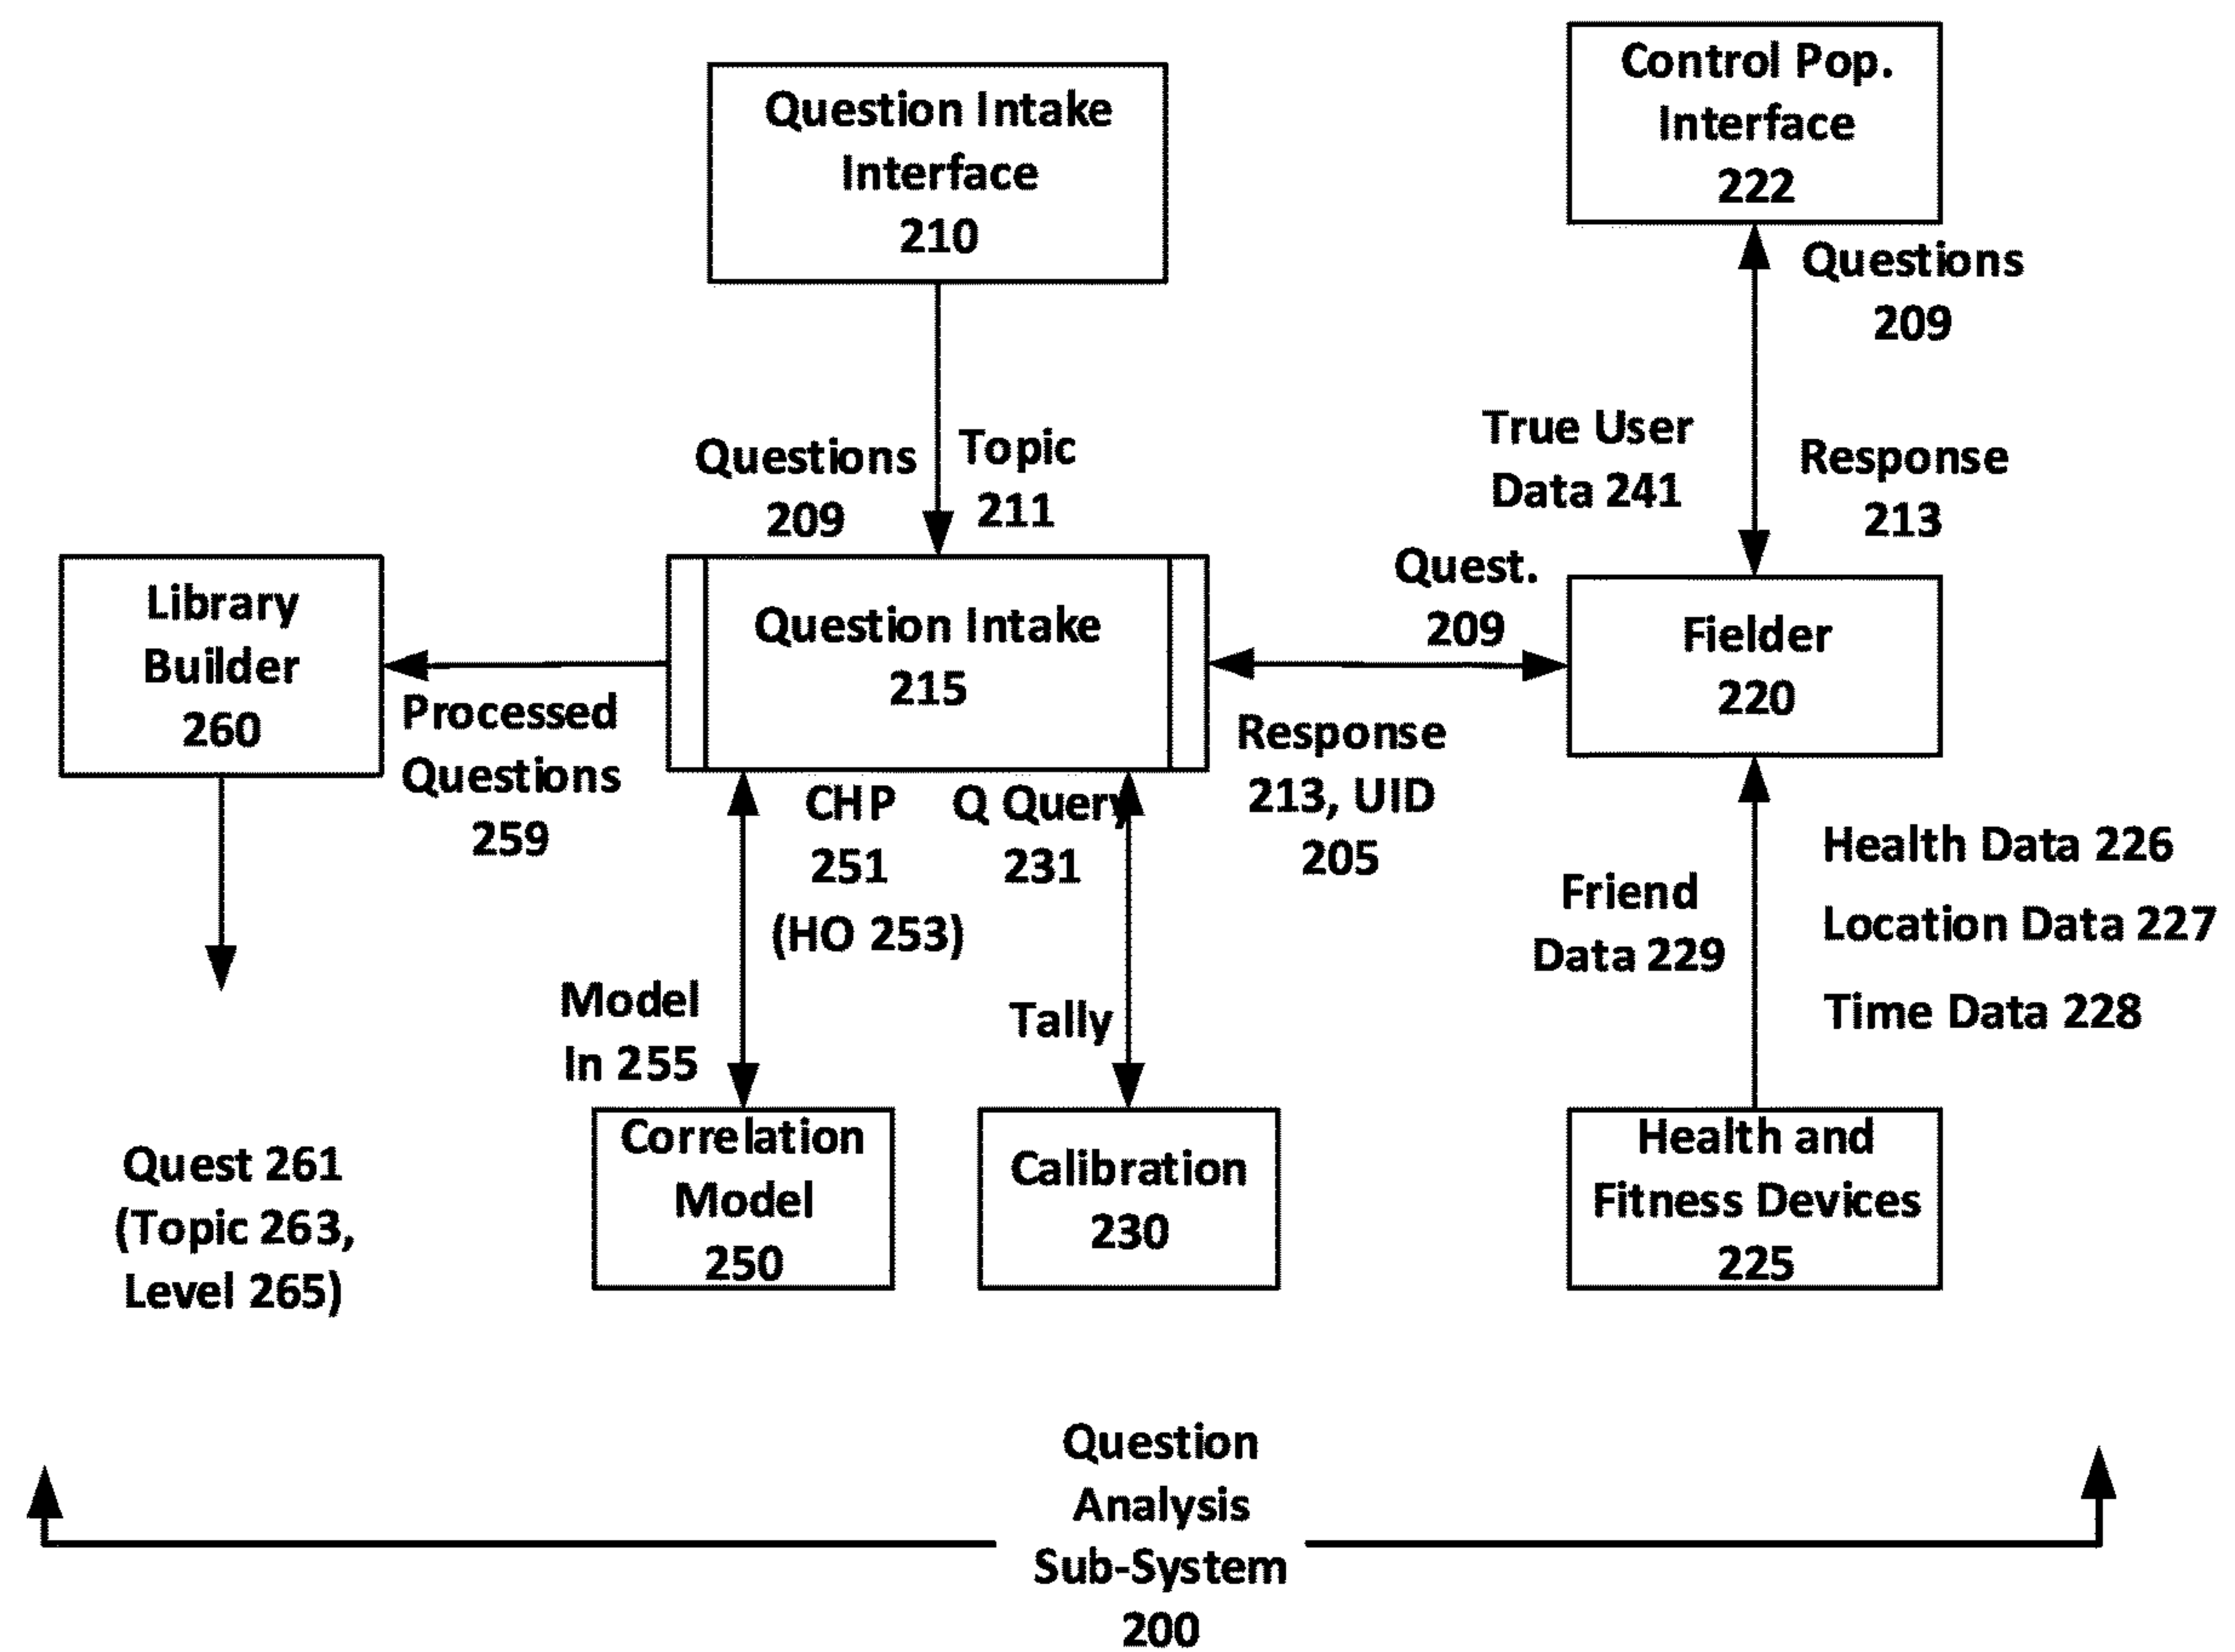 Control Pop.
Interface
222
Question Intake
Interface
210
Questions
209
True User
Data 241
Response
213
Questions
209
Topic
211
Quest.
209
Library
Builder
260
Question Intake
215
Fielder
220
Processed
Questions
259
Response
213, UID
205
CHP
251
(HO 253)
Q Query
231
Health Data 226
Location Data 227
Time Data 228
Friend
Data 229
Model
In 255
Tally
Quest 261
(Topic 263,
Level 265)
Correlation
Model
250
Calibration
230
Health and
Fitness Devices
225
Question
Analysis
Sub-System
200